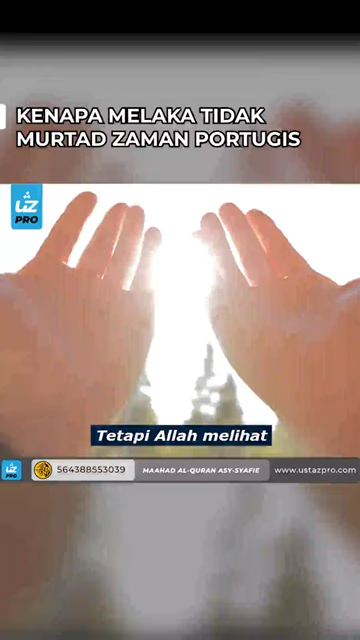 KENAPA MELAKA TIDAK
MURTAD ZAMAN PORTUGIS
UZ
PRO
Tetapi Allah melihat
UZ
PRO
564388553039
MAAHAD AL-QURAN ASY-SYAFIE
www.ustazpro.com